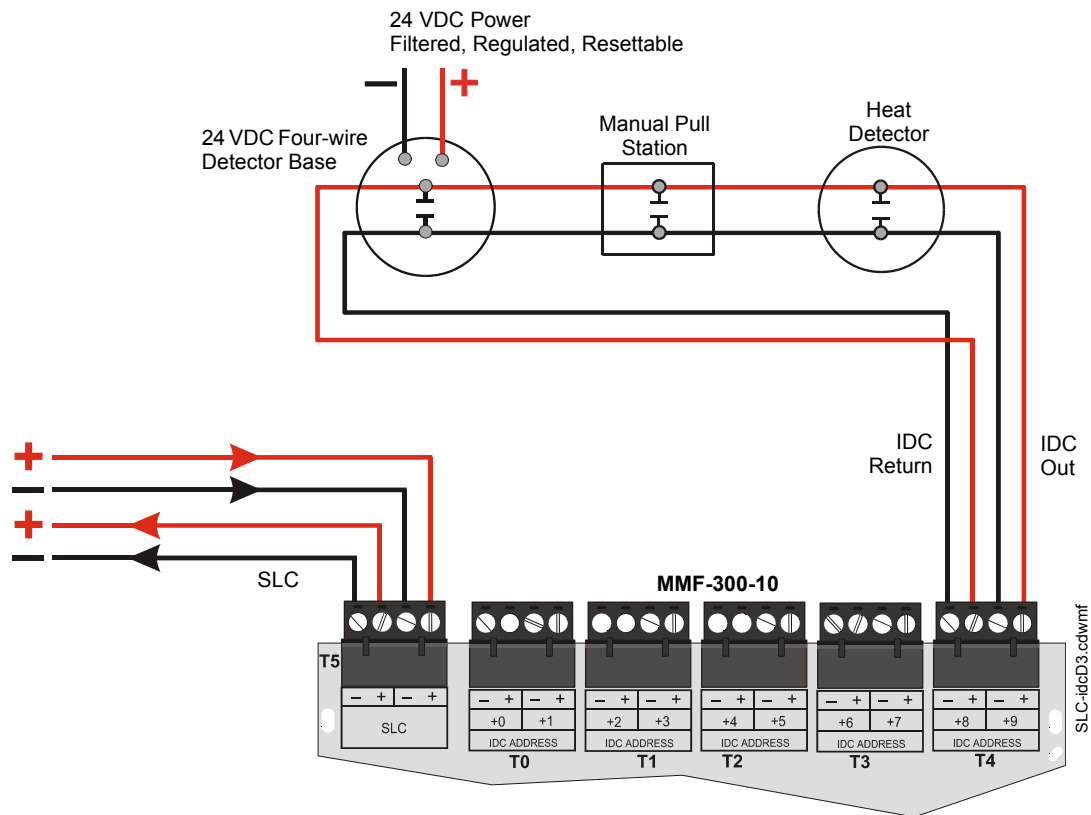 24 VDC Power
Filtered, Regulated, Resettable
− +
24 VDC Four-wire
Detector Base
Manual Pull
Station
Heat
Detector
IDC
Return
IDC
Out
+
−
+
−
SLC
MMF-300-10
T5
− + − +
SLC
− + − +
+0 +1
IDC ADDRESS
T0
− + − +
+2 +3
IDC ADDRESS
T1
− + − +
+4 +5
IDC ADDRESS
T2
− + − +
+6 +7
IDC ADDRESS
T3
− + − +
+8 +9
IDC ADDRESS
T4
SLC-idcD3.cdwmf